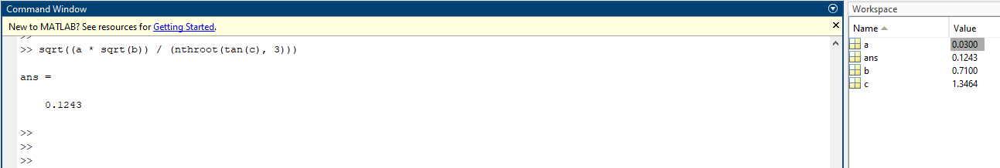 Command Window
New to MATLAB? See resources for Getting Started.
>>
>> sqrt((a * sqrt(b)) / (nthroot(tan(c), 3)))
ans =
0.1243
>>
>>
>>
Workspace
Name Value
a 0.0300
ans 0.1243
b 0.7100
c 1.3464